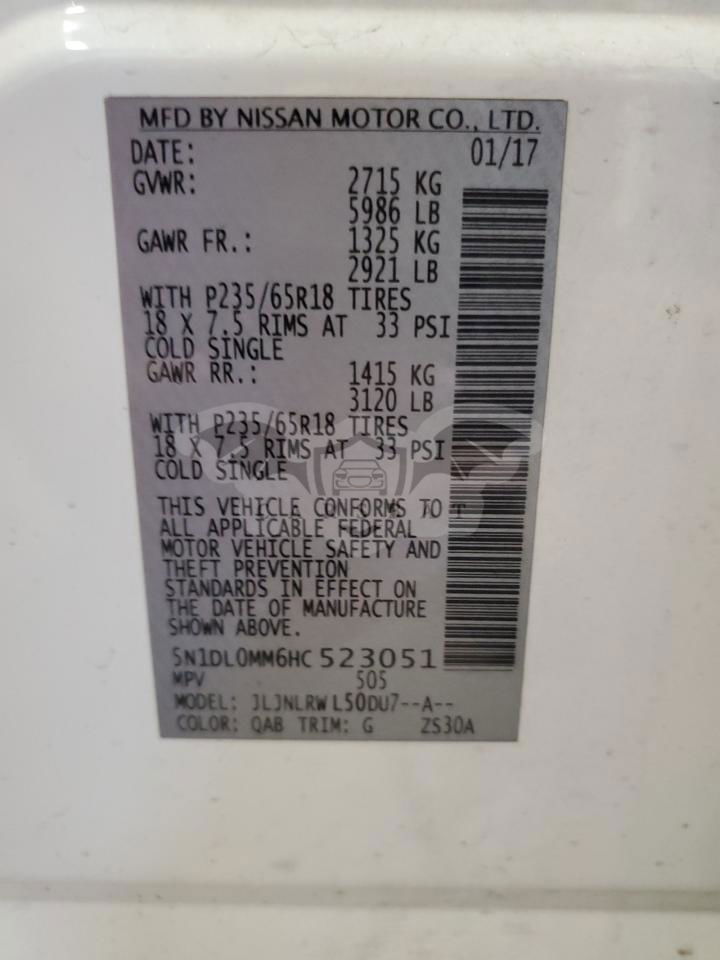 MFD BY NISSAN MOTOR CO., LTD.
DATE: 01/17
GVWR: 2715 KG
5986 LB
GAWR FR.: 1325 KG
2921 LB
WITH P235/65R18 TIRES
18 X 7.5 RIMS AT 33 PSI
COLD SINGLE
GAWR RR.: 1415 KG
3120 LB
WITH P235/65R18 TIRES
18 X 7.5 RIMS AT 33 PSI
COLD SINGLE
THIS VEHICLE CONFORMS TO
ALL APPLICABLE FEDERAL
MOTOR VEHICLE SAFETY AND
THEFT PREVENTION
STANDARDS IN EFFECT ON
THE DATE OF MANUFACTURE
SHOWN ABOVE.
5N1DL0MM6HC 523051
MPV 505
MODEL: JLJNLRW L50DU7--A--
COLOR: QAB TRIM: G ZS30A